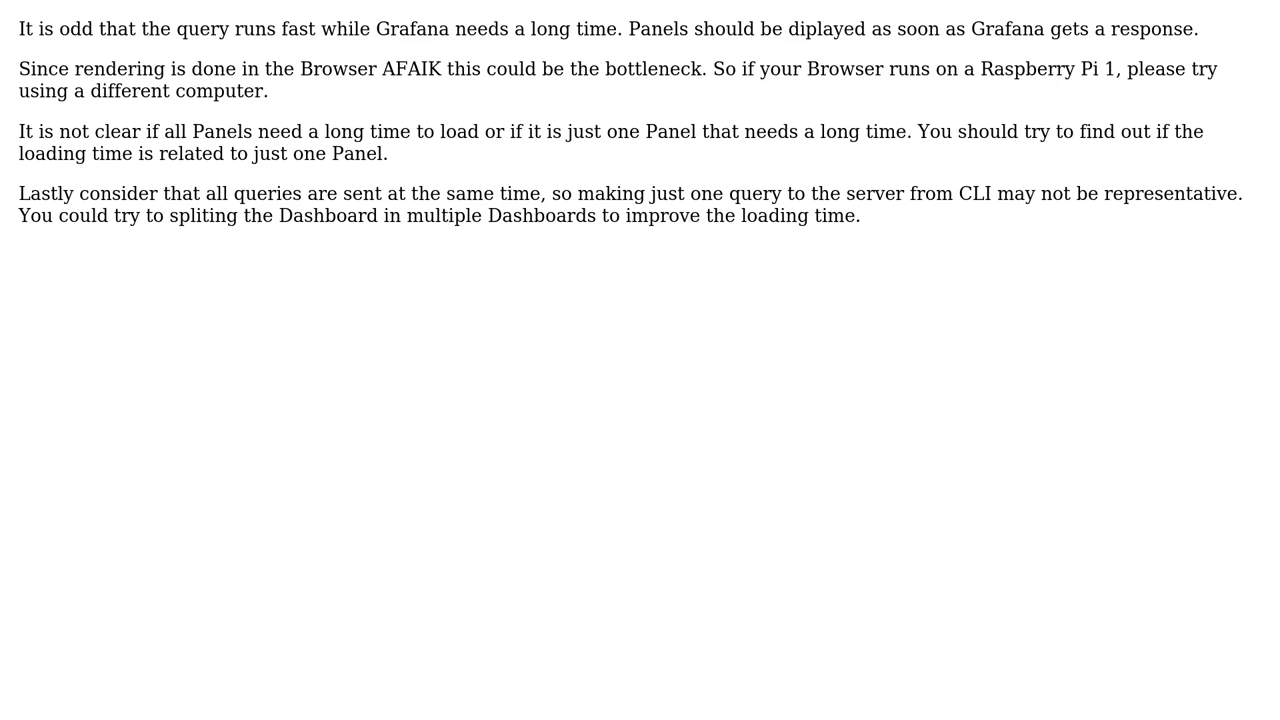 It is odd that the query runs fast while Grafana needs a long time. Panels should be diplayed as soon as Grafana gets a response.
Since rendering is done in the Browser AFAIK this could be the bottleneck. So if your Browser runs on a Raspberry Pi 1, please try
using a different computer.
It is not clear if all Panels need a long time to load or if it is just one Panel that needs a long time. You should try to find out if the
loading time is related to just one Panel.
Lastly consider that all queries are sent at the same time, so making just one query to the server from CLI may not be representative.
You could try to spliting the Dashboard in multiple Dashboards to improve the loading time.